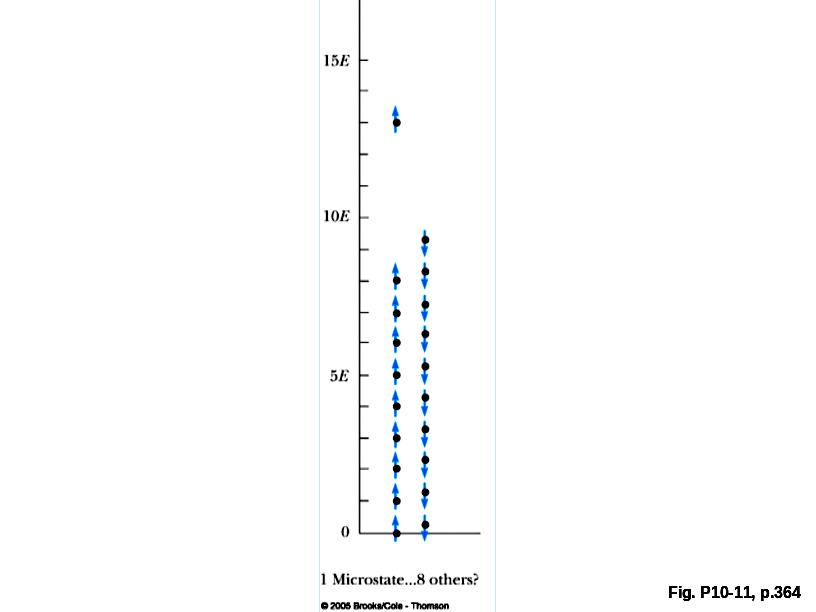 15E
10E
5E
0
1 Microstate...8 others?
© 2005 Brooks/Cole - Thomson
Fig. P10-11, p.364